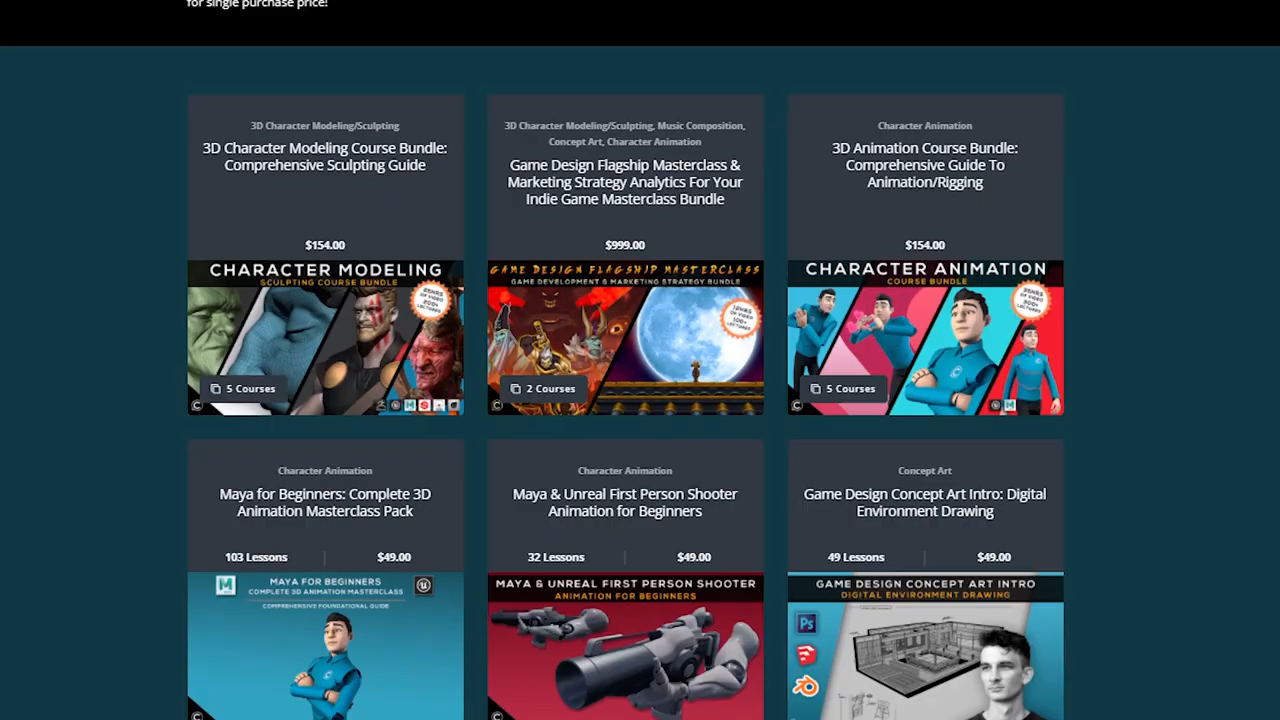 for single purchase price!
3D Character Modeling/Sculpting
3D Character Modeling Course Bundle:
Comprehensive Sculpting Guide
$154.00
CHARACTER MODELING
SCULPTING COURSE BUNDLE
5 Courses
3D Character Modeling/Sculpting, Music Composition,
Concept Art, Character Animation
Game Design Flagship Masterclass &
Marketing Strategy Analytics For Your
Indie Game Masterclass Bundle
$999.00
GAME DESIGN FLAGSHIP MASTERCLASS
GAME DEVELOPMENT & MARKETING STRATEGY BUNDLE
2 Courses
Character Animation
3D Animation Course Bundle:
Comprehensive Guide To
Animation/Rigging
$154.00
CHARACTER ANIMATION
COURSE BUNDLE
5 Courses
Character Animation
Maya for Beginners: Complete 3D
Animation Masterclass Pack
103 Lessons
$49.00
MAYA FOR BEGINNERS
COMPLETE 3D ANIMATION MASTERCLASS
COMPREHENSIVE FOUNDATIONAL GUIDE
Character Animation
Maya & Unreal First Person Shooter
Animation for Beginners
32 Lessons
$49.00
MAYA & UNREAL FIRST PERSON SHOOTER
ANIMATION FOR BEGINNERS
Concept Art
Game Design Concept Art Intro: Digital
Environment Drawing
49 Lessons
$49.00
GAME DESIGN CONCEPT ART INTRO
DIGITAL ENVIRONMENT DRAWING
Ps